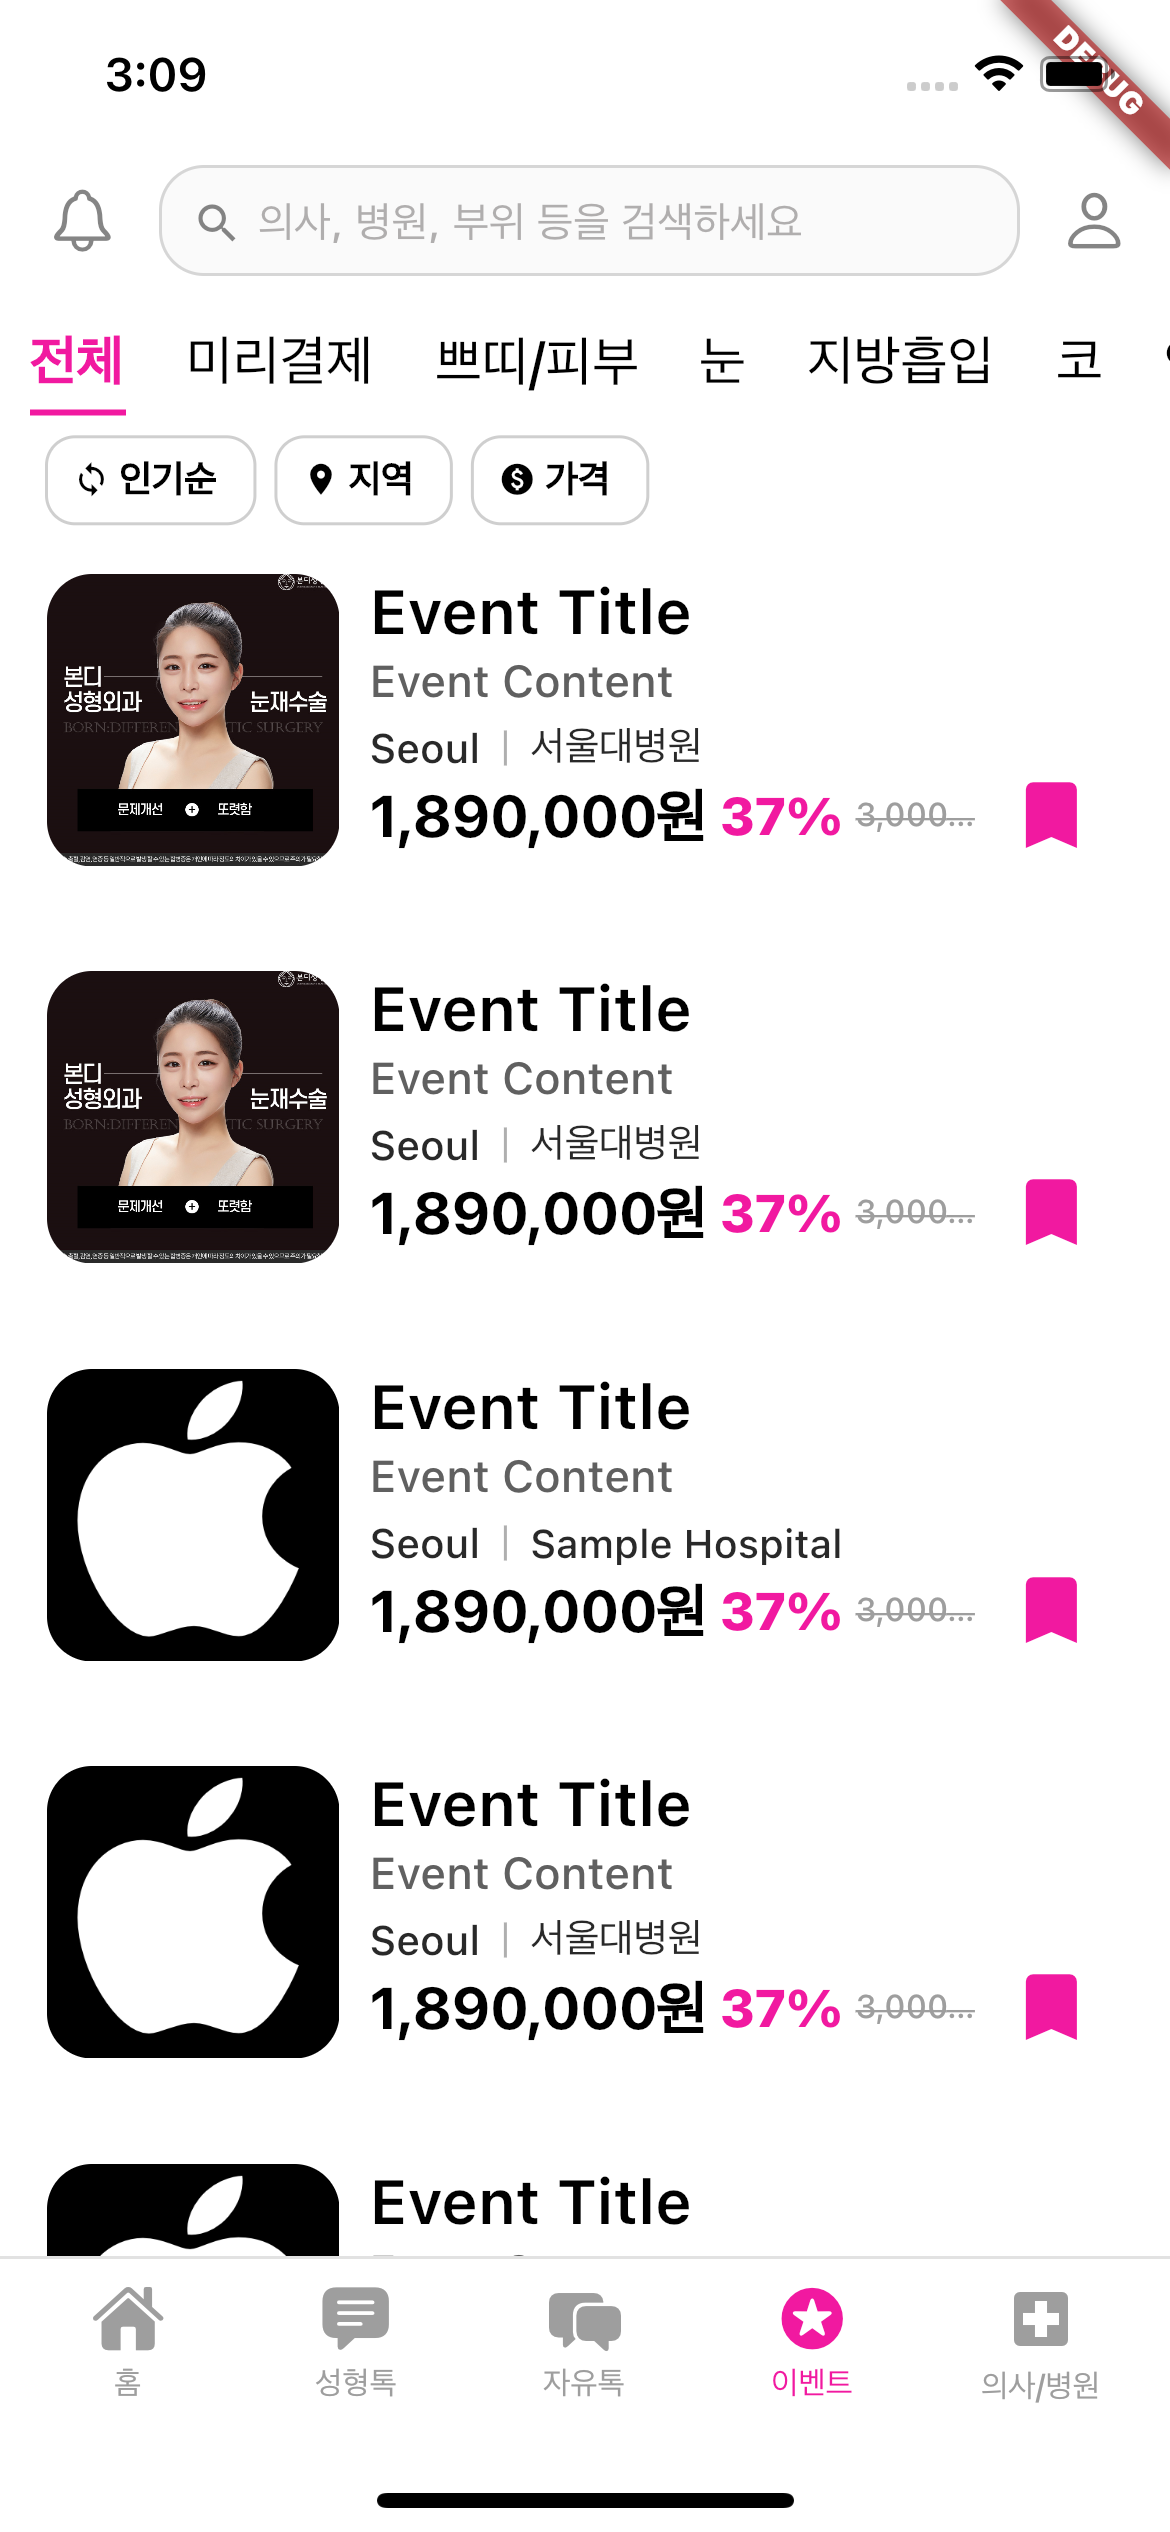 3:09
DEBUG
의사, 병원, 부위 등을 검색하세요
전체 미리결제 쁘띠/피부 눈 지방흡입 코
인기순 지역 가격
본디
성형외과 눈재수술
BORN:DIFFEREN TIC SURGERY
문제개선 + 또렷함
Event Title
Event Content
Seoul | 서울대병원
1,890,000원 37% 3,000...
본디
성형외과 눈재수술
BORN:DIFFEREN TIC SURGERY
문제개선 + 또렷함
Event Title
Event Content
Seoul | 서울대병원
1,890,000원 37% 3,000...
Event Title
Event Content
Seoul | Sample Hospital
1,890,000원 37% 3,000...
Event Title
Event Content
Seoul | 서울대병원
1,890,000원 37% 3,000...
Event Title
홈 성형톡 자유톡 이벤트 의사/병원